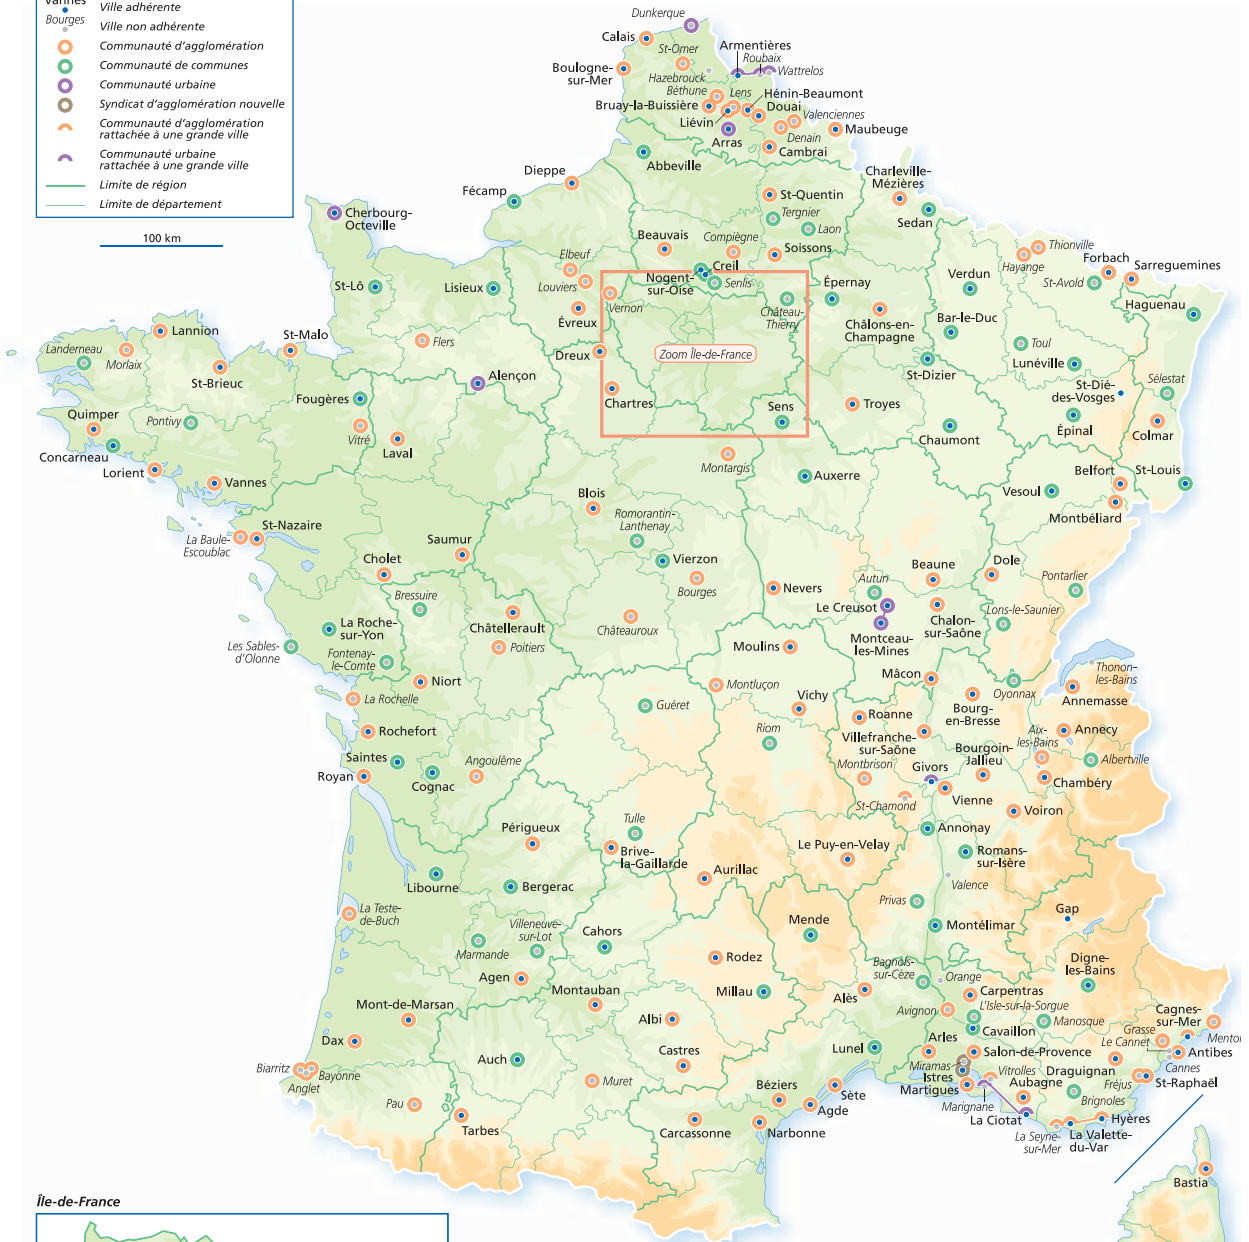 Vannes
Ville adhérente
Bourges
Ville non adhérente
Communauté d'agglomération
Communauté de communes
Communauté urbaine
Syndicat d'agglomération nouvelle
Communauté d'agglomération
rattachée à une grande ville
Communauté urbaine
rattachée à une grande ville
Limite de région
Limite de département
100 km
Dunkerque
Calais
St-Omer
Armentières
Roubaix
Wattrelos
Boulogne-
sur-Mer
Hazebrouck
Béthune
Lens
Hénin-Beaumont
Bruay-la-Buissière
Douai
Liévin
Valenciennes
Denain
Maubeuge
Arras
Cambrai
Abbeville
Dieppe
Charleville-
Mézières
Fécamp
St-Quentin
Tergnier
Sedan
Cherbourg-
Octeville
Laon
Beauvais
Compiègne
Soissons
Elbeuf
Thionville
Hayange
Forbach
Sarreguemines
Creil
Nogent-
sur-Oise
Senlis
Verdun
St-Avold
St-Lô
Lisieux
Louviers
Vernon
Épernay
Château-
Thierry
Haguenau
Évreux
Châlons-en-
Champagne
Bar-le-Duc
Lannion
St-Malo
Flers
Toul
Landerneau
Morlaix
Dreux
Zoom Île-de-France
St-Dizier
Lunéville
St-Brieuc
Alençon
St-Dié-
des-Vosges
Sélestat
Fougères
Chartres
Sens
Troyes
Quimper
Pontivy
Vitré
Laval
Chaumont
Épinal
Colmar
Concarneau
Lorient
Montargis
Auxerre
Belfort
St-Louis
Vannes
Blois
Vesoul
Montbéliard
Romorantin-
Lanthenay
St-Nazaire
La Baule-
Escoublac
Saumur
Cholet
Vierzon
Bourges
Nevers
Beaune
Dole
Pontarlier
Autun
Bressuire
Le Creusot
Chalon-
sur-Saône
Lons-le-Saunier
La Roche-
sur-Yon
Châtellerault
Châteauroux
Montceau-
les-Mines
Les Sables-
d'Olonne
Fontenay-
le-Comte
Poitiers
Moulins
Niort
Mâcon
Oyonnax
Thonon-
les-Bains
Montluçon
Annemasse
La Rochelle
Guéret
Vichy
Bourg-
en-Bresse
Rochefort
Riom
Roanne
Villefranche-
sur-Saône
Aix-
les-Bains
Annecy
Saintes
Angoulême
Bourgoin-
Jallieu
Albertville
Royan
Cognac
Montbrison
Givors
Chambéry
St-Chamond
Vienne
Voiron
Périgueux
Tulle
Annonay
Brive-
la-Gaillarde
Le Puy-en-Velay
Romans-
sur-Isère
Aurillac
Libourne
Bergerac
Valence
Privas
La Teste-
de-Buch
Villeneuve-
sur-Lot
Cahors
Mende
Montélimar
Gap
Marmande
Rodez
Bagnols-
sur-Cèze
Orange
Digne-
les-Bains
Agen
Montauban
Millau
Alès
Carpentras
Mont-de-Marsan
L'Isle-sur-la-Sorgue
Avignon
Manosque
Cagnes-
sur-Mer
Albi
Cavaillon
Grasse
Menton
Dax
Le Cannet
Auch
Castres
Lunel
Arles
Salon-de-Provence
Antibes
Cannes
Biarritz
Bayonne
Anglet
Miramas
Istres
Vitrolles
Draguignan
Muret
Béziers
Sète
Martigues
Aubagne
Fréjus
St-Raphaël
Pau
Agde
Marignane
Brignoles
Tarbes
Carcassonne
Narbonne
La Ciotat
Hyères
La Seyne-
sur-Mer
La Valette-
du-Var
Bastia
Île-de-France